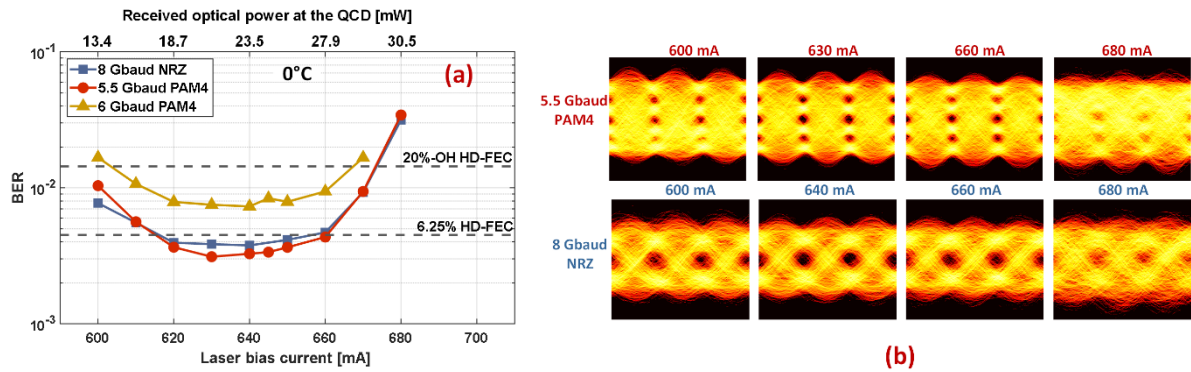 Received optical power at the QCD [mW]
13.4 18.7 23.5 27.9 30.5
10-1
8 Gbaud NRZ
5.5 Gbaud PAM4
6 Gbaud PAM4
0°C
(a)
BER
20%-OH HD-FEC
10-2
6.25% HD-FEC
10-3
600 620 640 660 680 700
Laser bias current [mA]
600 mA 630 mA 660 mA 680 mA
5.5 Gbaud
PAM4
600 mA 640 mA 660 mA 680 mA
8 Gbaud
NRZ
(b)